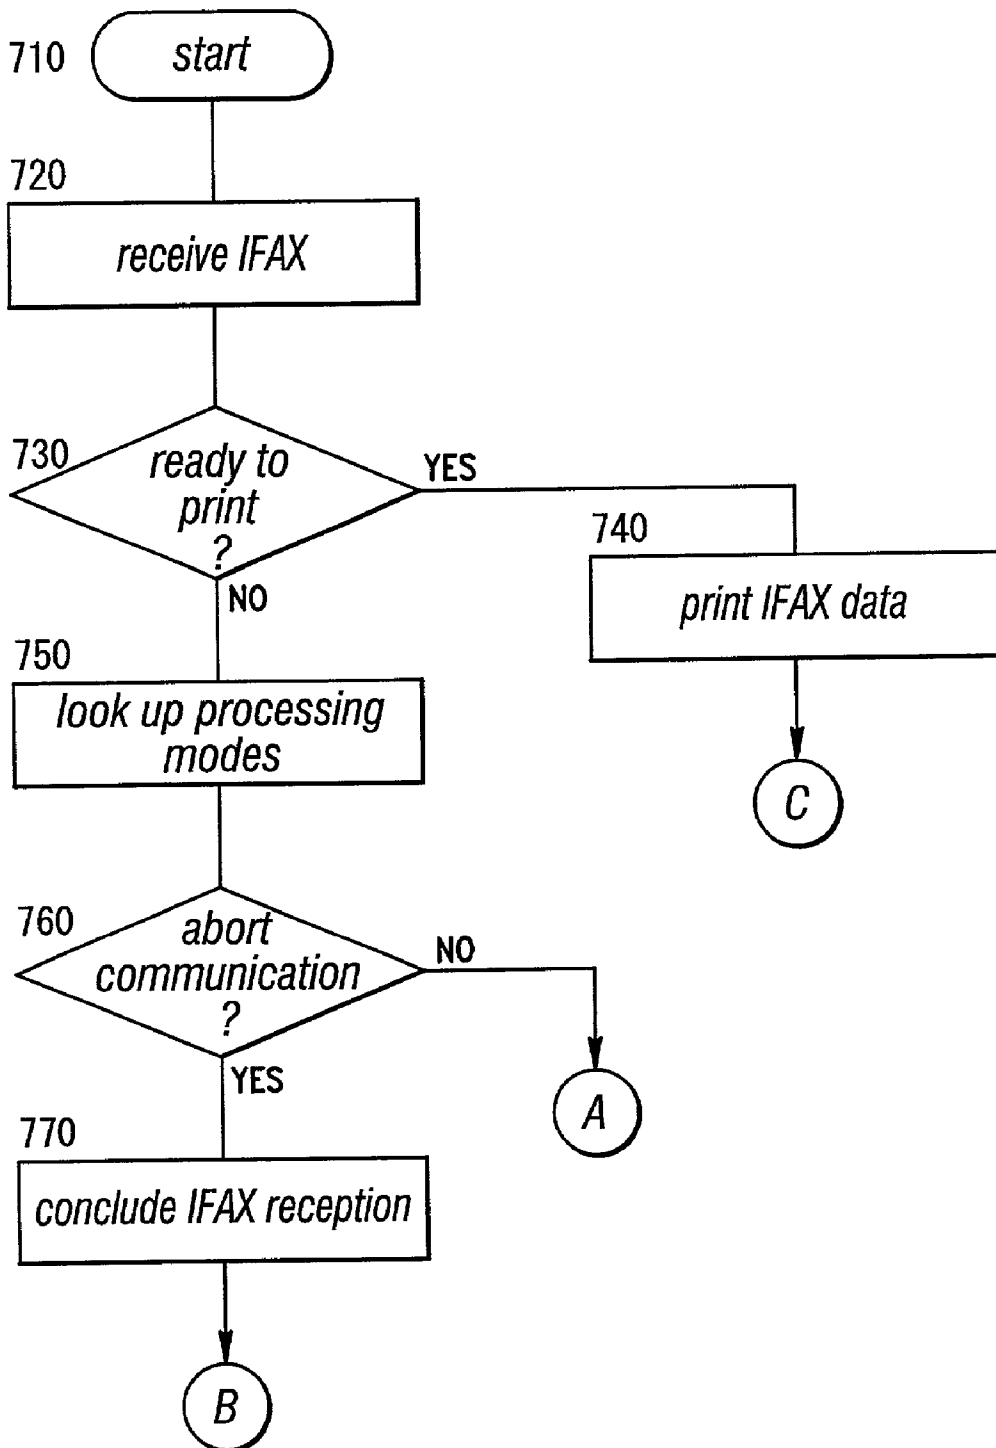 710
start
720
receive IFAX
730
ready to
print
?
YES
NO
740
print IFAX data
C
750
look up processing
modes
760
abort
communication
?
NO
YES
A
770
conclude IFAX reception
B